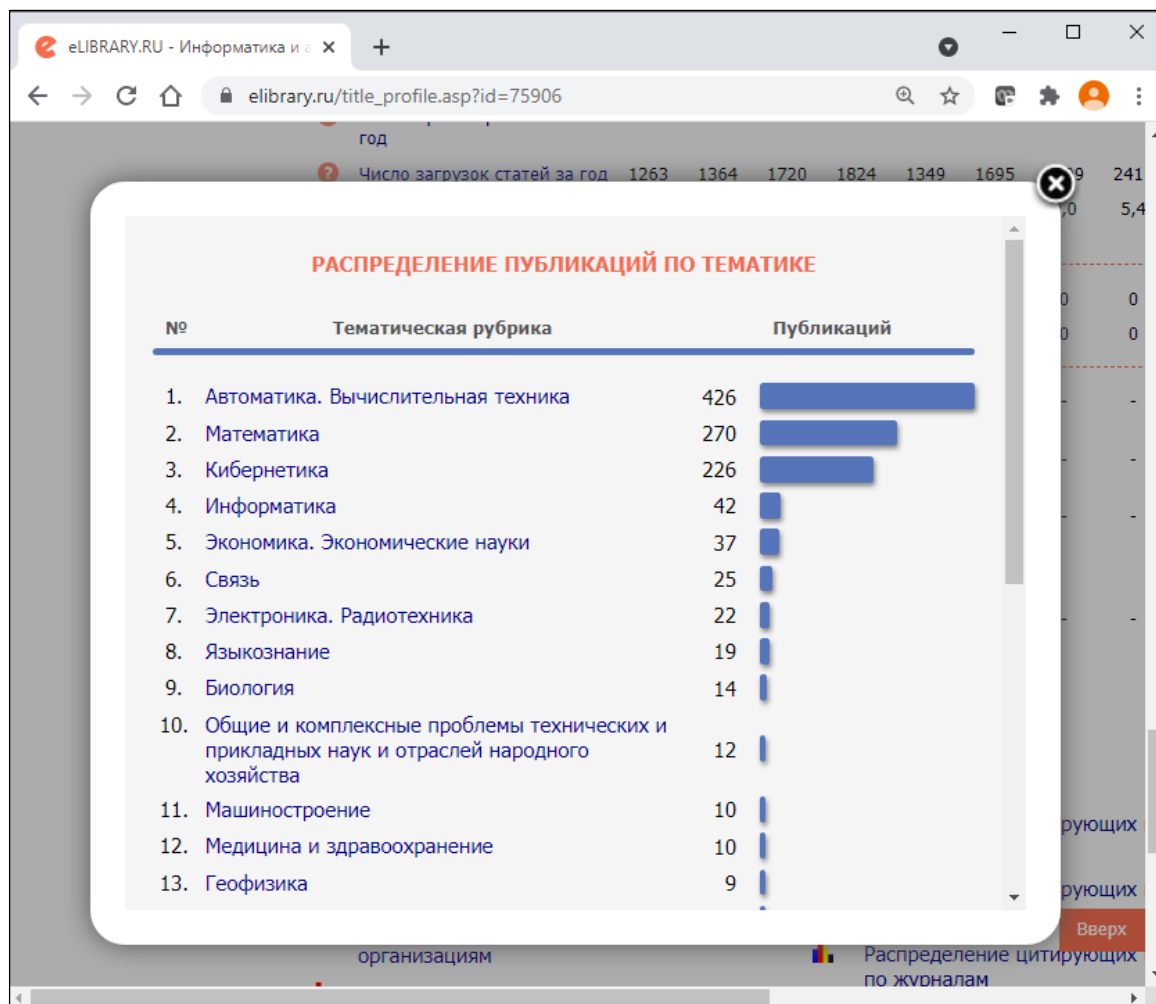 eLIBRARY.RU - Информатика и а
elibrary.ru/title_profile.asp?id=75906
год
Число загрузок статей за год 1263 1364 1720 1824 1349 1695 9 241
,0 5,4
РАСПРЕДЕЛЕНИЕ ПУБЛИКАЦИЙ ПО ТЕМАТИКЕ
0 0
№ Тематическая рубрика Публикаций
0 0
1. Автоматика. Вычислительная техника 426
- -
2. Математика 270
- -
3. Кибернетика 226
4. Информатика 42
- -
5. Экономика. Экономические науки 37
6. Связь 25
7. Электроника. Радиотехника 22
- -
8. Языкознание 19
9. Биология 14
10. Общие и комплексные проблемы технических и
прикладных наук и отраслей народного 12
хозяйства
11. Машиностроение 10
рующих
12. Медицина и здравоохранение 10
13. Геофизика 9
рующих
Вверх
организациям
Распределение цитирующих
по журналам